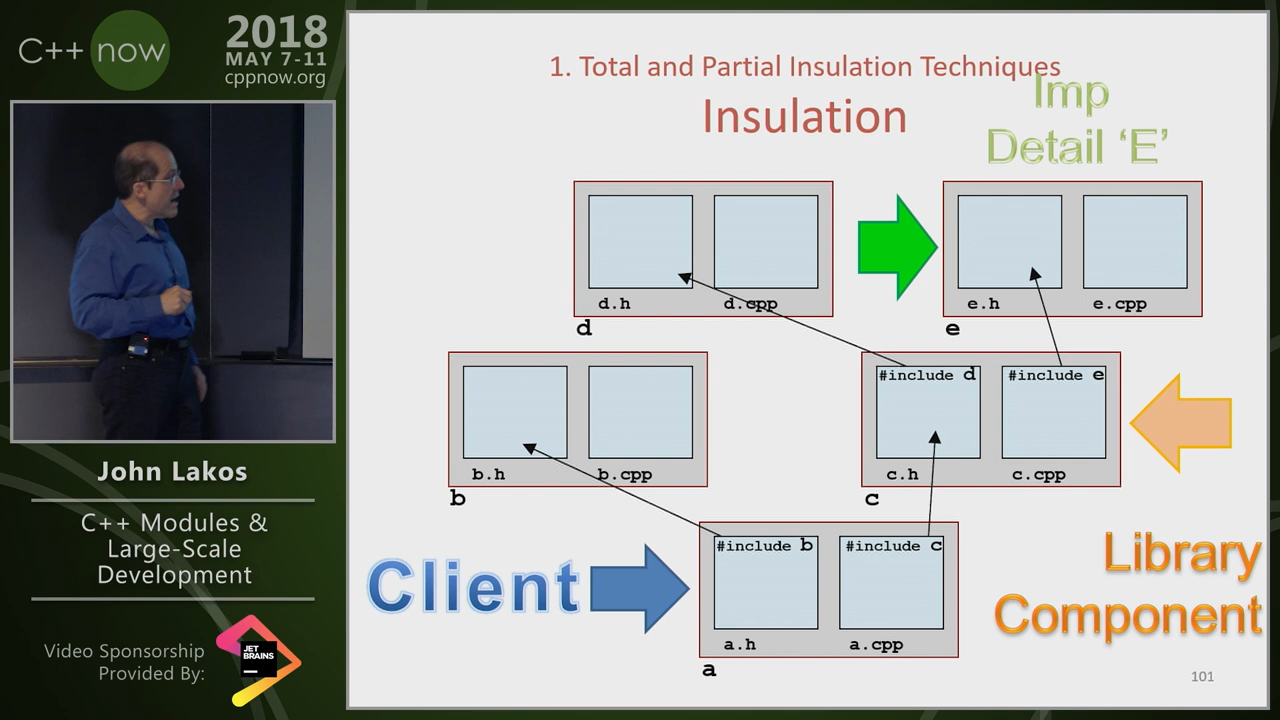 C++ now
2018
MAY 7-11
cppnow.org
John Lakos
C++ Modules &
Large-Scale
Development
Video Sponsorship
Provided By:
JET
BRAINS
1. Total and Partial Insulation Techniques
Insulation
Imp
Detail ‘E’
d.h
d.cpp
d
e.h
e.cpp
e
b.h
b.cpp
b
#include d
#include e
c.h
c.cpp
c
Client
#include b
#include c
a.h
a.cpp
a
Library
Component
101